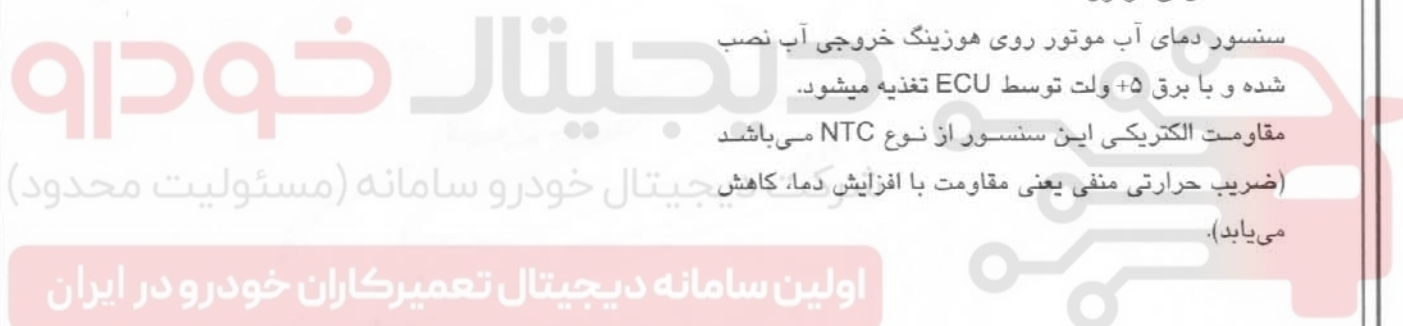 سنسور دمای آب موتور روی هوزینگ خروجی آب نصب
شده و با برق ۵+ ولت توسط ECU تغذیه میشود.
مقاومت الکتریکی این سنسور از نوع NTC می‌باشد
(ضریب حرارتی منفی یعنی مقاومت با افزایش دما، کاهش
می‌یابد).
دیجیتال خودرو
شرکت دیجیتال خودرو سامانه (مسئولیت محدود)
اولین سامانه دیجیتال تعمیرکاران خودرو در ایران